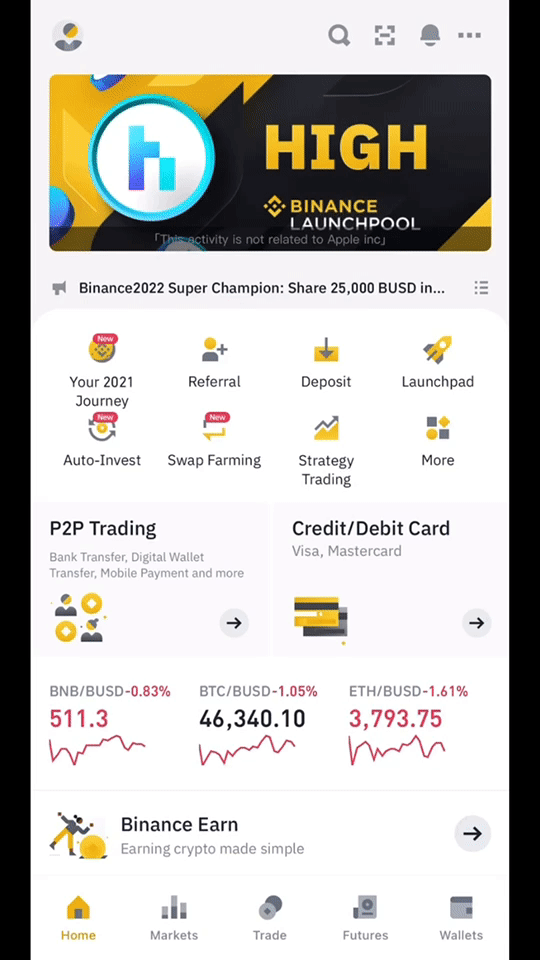 HIGH
BINANCE
LAUNCHPOOL
「This activity is not related to Apple inc」
Binance2022 Super Champion: Share 25,000 BUSD in...
New
Your 2021
Journey
Referral
Deposit
Launchpad
New
Auto-Invest
New
Swap Farming
Strategy
Trading
More
P2P Trading
Bank Transfer, Digital Wallet
Transfer, Mobile Payment and more
Credit/Debit Card
Visa, Mastercard
BNB/BUSD-0.83% BTC/BUSD-1.05% ETH/BUSD-1.61%
511.3 46,340.10 3,793.75
Binance Earn
Earning crypto made simple
Home Markets Trade Futures Wallets